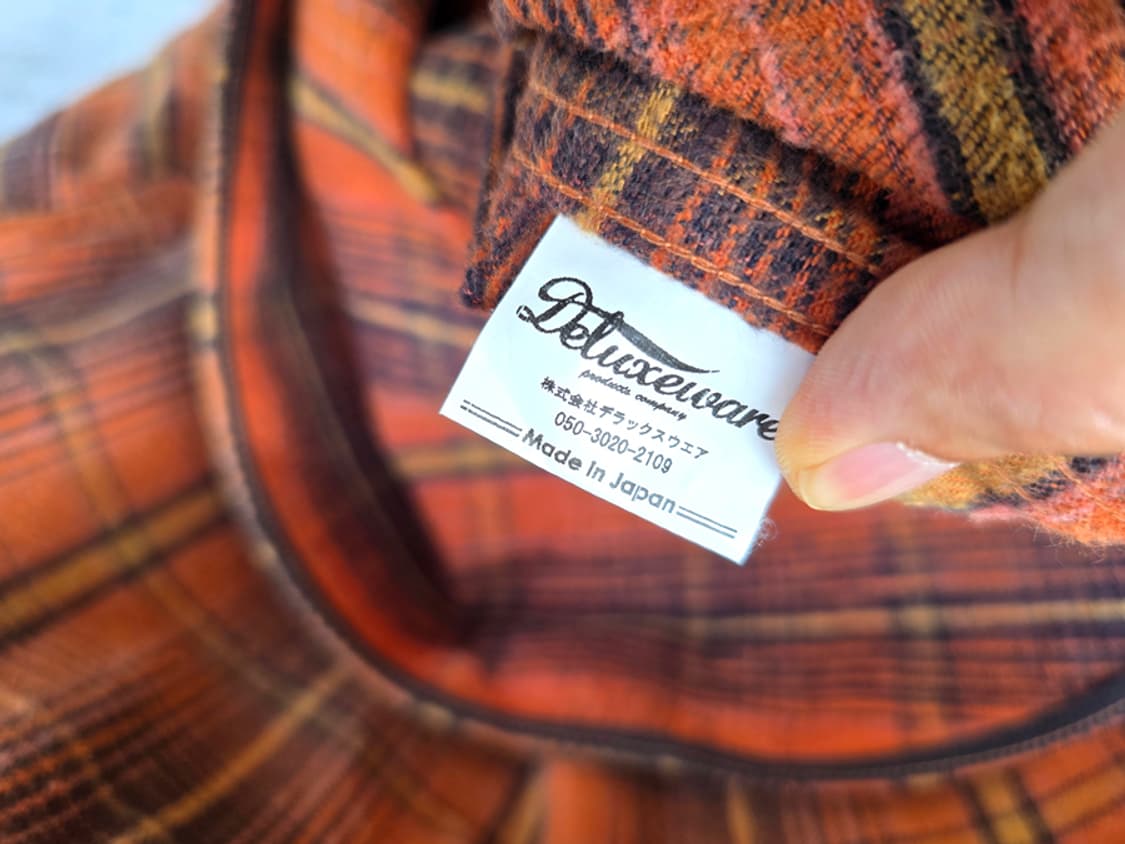 Deluxeware
products company
株式会社デラックスウエア
050-3020-2109
Made In Japan